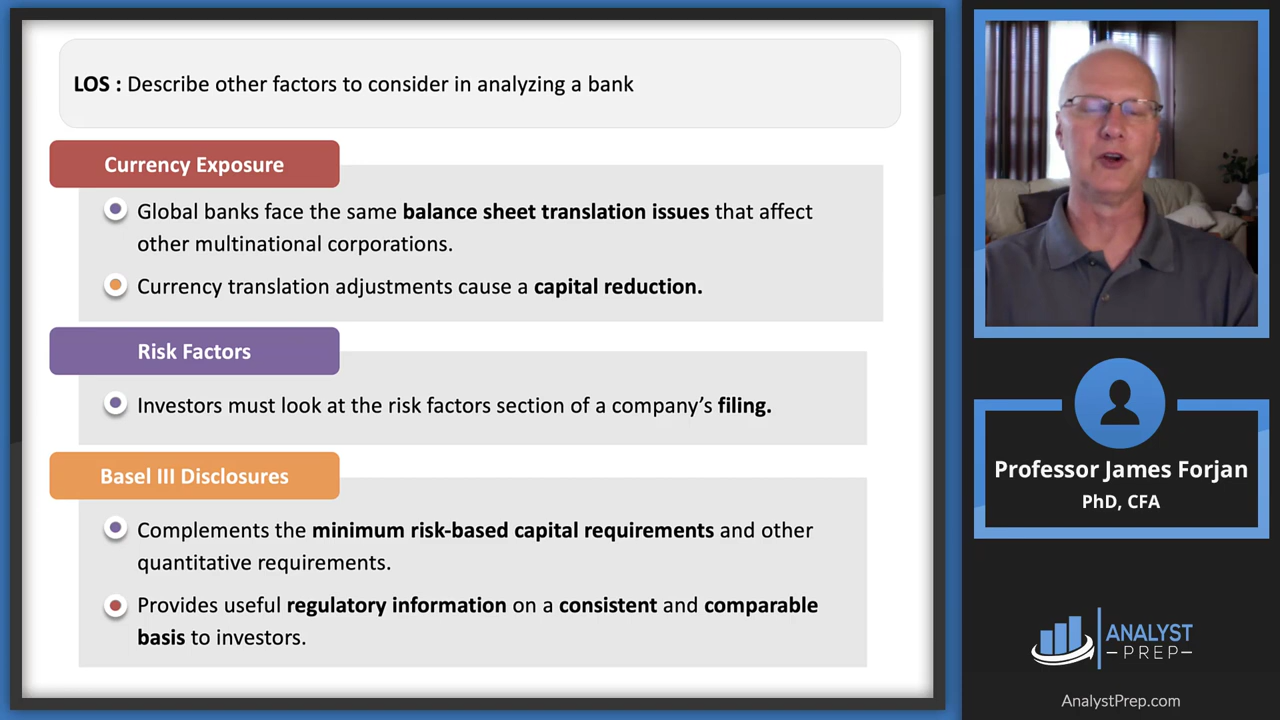 LOS : Describe other factors to consider in analyzing a bank
Currency Exposure
Global banks face the same balance sheet translation issues that affect
other multinational corporations.
Currency translation adjustments cause a capital reduction.
Risk Factors
Investors must look at the risk factors section of a company’s filing.
Basel III Disclosures
Complements the minimum risk-based capital requirements and other
quantitative requirements.
Provides useful regulatory information on a consistent and comparable
basis to investors.
Professor James Forjan
PhD, CFA
ANALYST
–PREP–
AnalystPrep.com